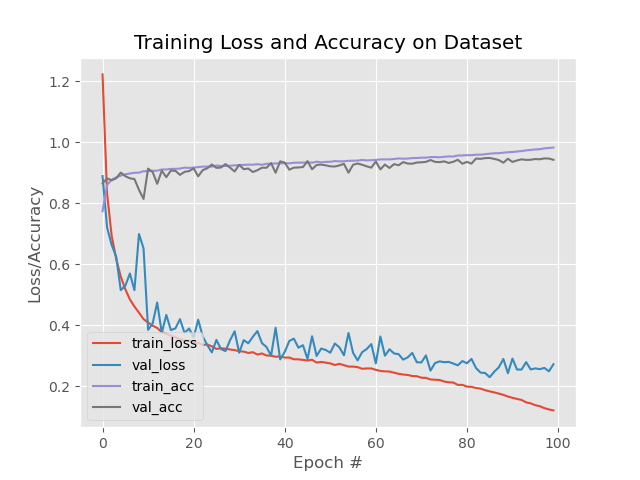 Training Loss and Accuracy on Dataset
Loss/Accuracy
1.2
1.0
0.8
0.6
0.4
0.2
train_loss
val_loss
train_acc
val_acc
0
20
40
60
80
100
Epoch #